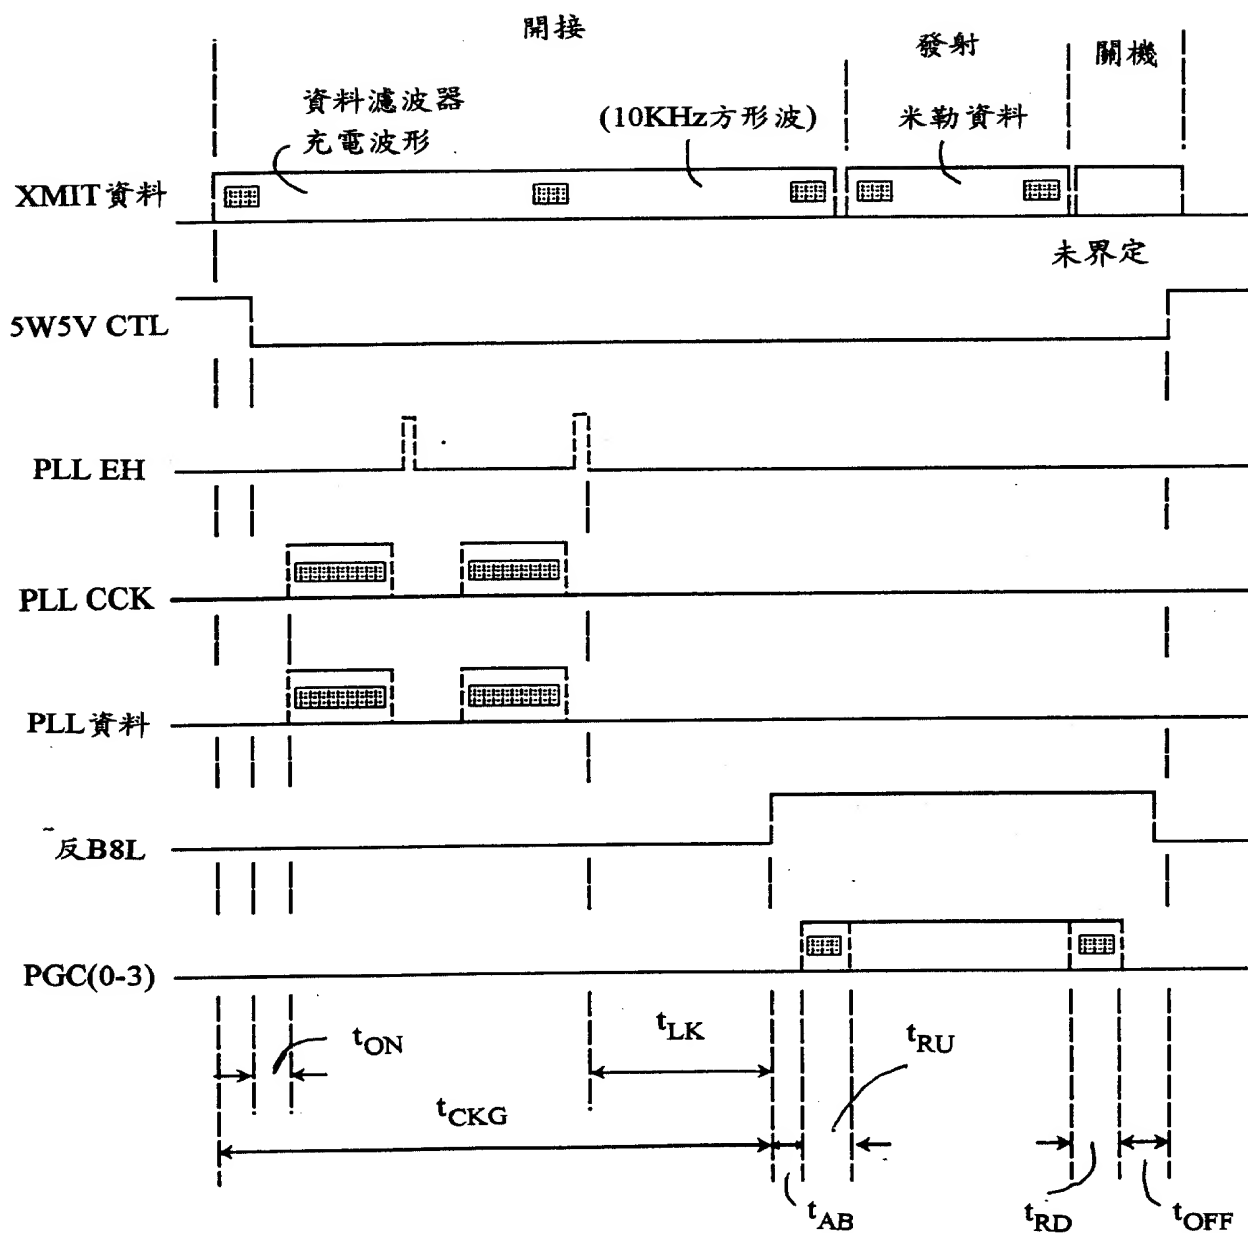 開接
發射
關機
資料濾波器
充電波形
(10KHz方形波)
米勒資料
XMIT資料
未界定
5W5V CTL
PLL EH
PLL CCK
PLL資料
反B8L
PGC(0-3)
tON
tLK
tRU
tCKG
tAB
tRD
tOFF